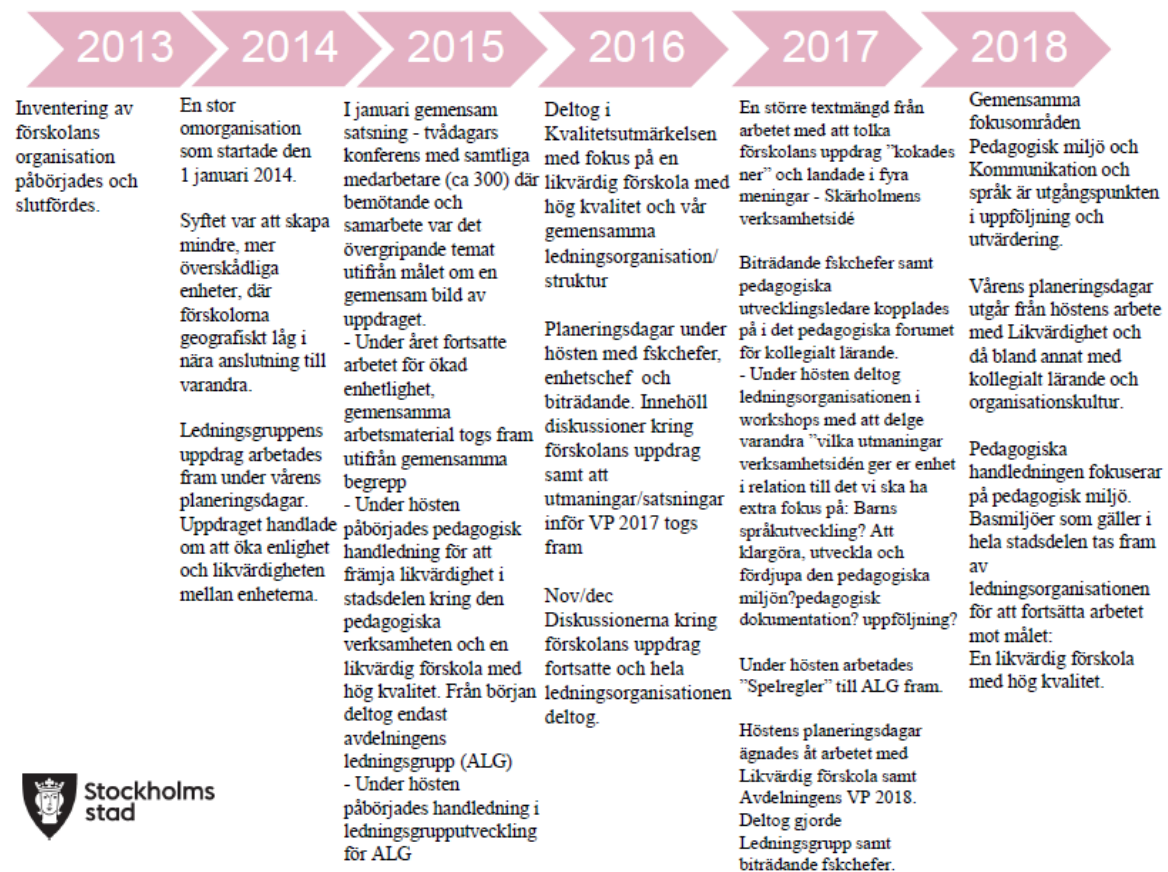 2013
2014
2015
2016
2017
2018
Inventering av
förskolans
organisation
påbörjades och
slutfördes.
En stor
omorganisation
som startade den
1 januari 2014.
Syftet var att skapa
mindre, mer
överskådliga
enheter, där
förskolorna
geografiskt låg i
nära anslutning till
varandra.
Ledningsgruppens
uppdrag arbetades
fram under vårens
planeringsdagar.
Uppdraget handlade
om att öka enlighet
och likvärdigheten
mellan enheterna.
I januari gemensam
satsning - tvådagars
konferens med samtliga
medarbetare (ca 300) där
bemötande och
samarbete var det
övergripande temat
utifrån målet om en
gemensam bild av
uppdraget.
- Under året fortsatte
arbetet för ökad
enhetlighet,
gemensamma
arbetsmaterial togs fram
utifrån gemensamma
begrepp
- Under hösten
påbörjades pedagogisk
handledning för att
främja likvärdighet i
stadsdelen kring den
pedagogiska
verksamheten och en
likvärdig förskola med
hög kvalitet. Från början
deltog endast
avdelningens
ledningsgrupp (ALG)
- Under hösten
påbörjades handledning i
ledningsgrupputveckling
för ALG
Deltog i
Kvalitetsutmärkelsen
med fokus på en
likvärdig förskola med
hög kvalitet och vår
gemensamma
ledningsorganisation/
struktur
Planeringsdagar under
hösten med fskchefer,
enhetschef och
biträdande. Innehöll
diskussioner kring
förskolans uppdrag
samt att
utmaningar/satsningar
inför VP 2017 togs
fram
Nov/dec
Diskussionerna kring
förskolans uppdrag
fortsatte och hela
ledningsorganisationen
deltog.
En större textmängd från
arbetet med att tolka
förskolans uppdrag ”kokades
ner” och landade i fyra
meningar - Skärholmens
verksamhetsidé
Biträdande fskchefer samt
pedagogiska
utvecklingsledare kopplades
på i det pedagogiska forumet
för kollegialt lärande.
- Under hösten deltog
ledningsorganisationen i
workshops med att delge
varandra ”vilka utmaningar
verksamhetsidén ger er enhet
i relation till det vi ska ha
extra fokus på: Barns
språkutveckling? Att
klargöra, utveckla och
fördjupa den pedagogiska
miljön?pedagogisk
dokumentation? uppföljning?
Under hösten arbetades
”Spelregler” till ALG fram.
Höstens planeringsdagar
ägnades åt arbetet med
Likvärdig förskola samt
Avdelningens VP 2018.
Deltog gjorde
Ledningsgrupp samt
biträdande fskchefer.
Gemensamma
fokusområden
Pedagogisk miljö och
Kommunikation och
språk är utgångspunkten
i uppföljning och
utvärdering.
Vårens planeringsdagar
utgår från höstens arbete
med Likvärdighet och
då bland annat med
kollegialt lärande och
organisationskultur.
Pedagogiska
handledningen fokuserar
på pedagogisk miljö.
Basmiljöer som gäller i
hela stadsdelen tas fram
av
ledningsorganisationen
för att fortsätta arbetet
mot målet:
En likvärdig förskola
med hög kvalitet.
Stockholms
stad